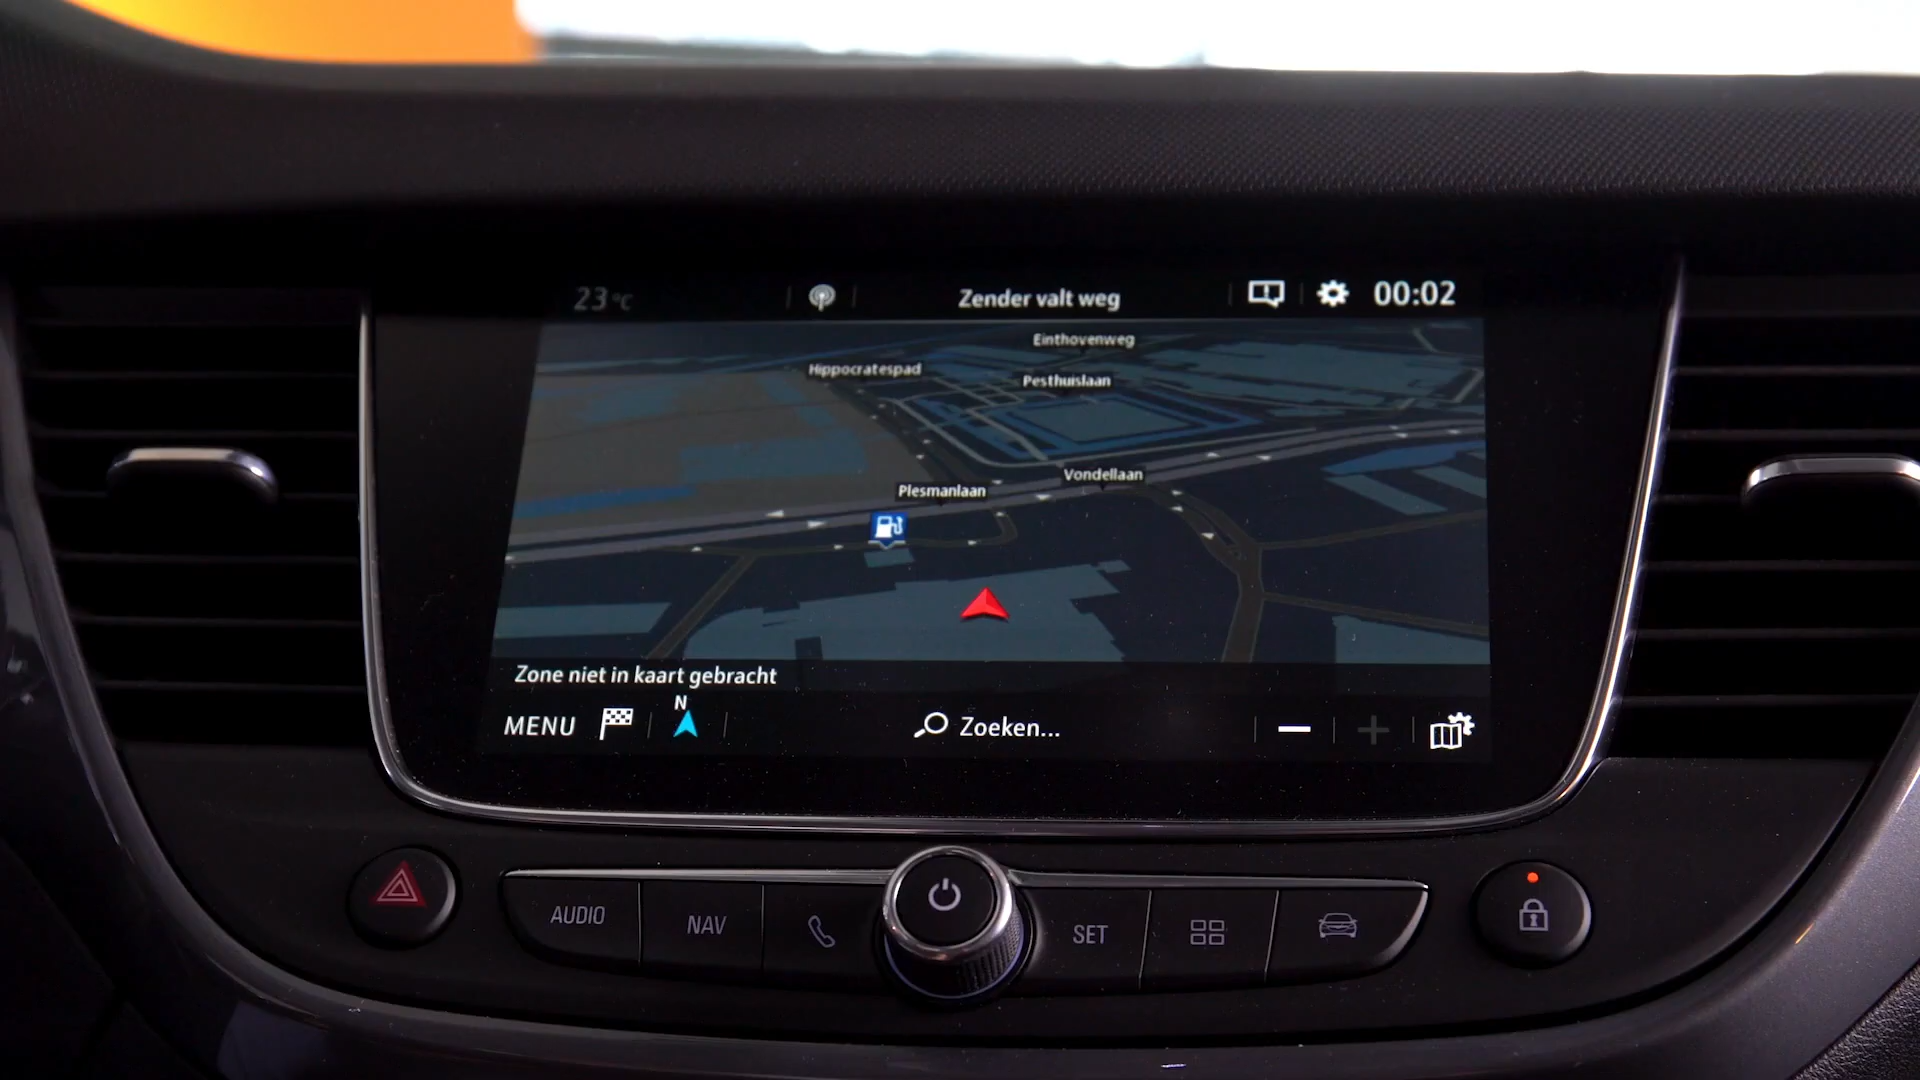 23°C
Zender valt weg
00:02
Einthovenweg
Hippocratespad
Pesthuislaan
Vondellaan
Plesmanlaan
Zone niet in kaart gebracht
MENU
N
Zoeken...
AUDIO
NAV
SET